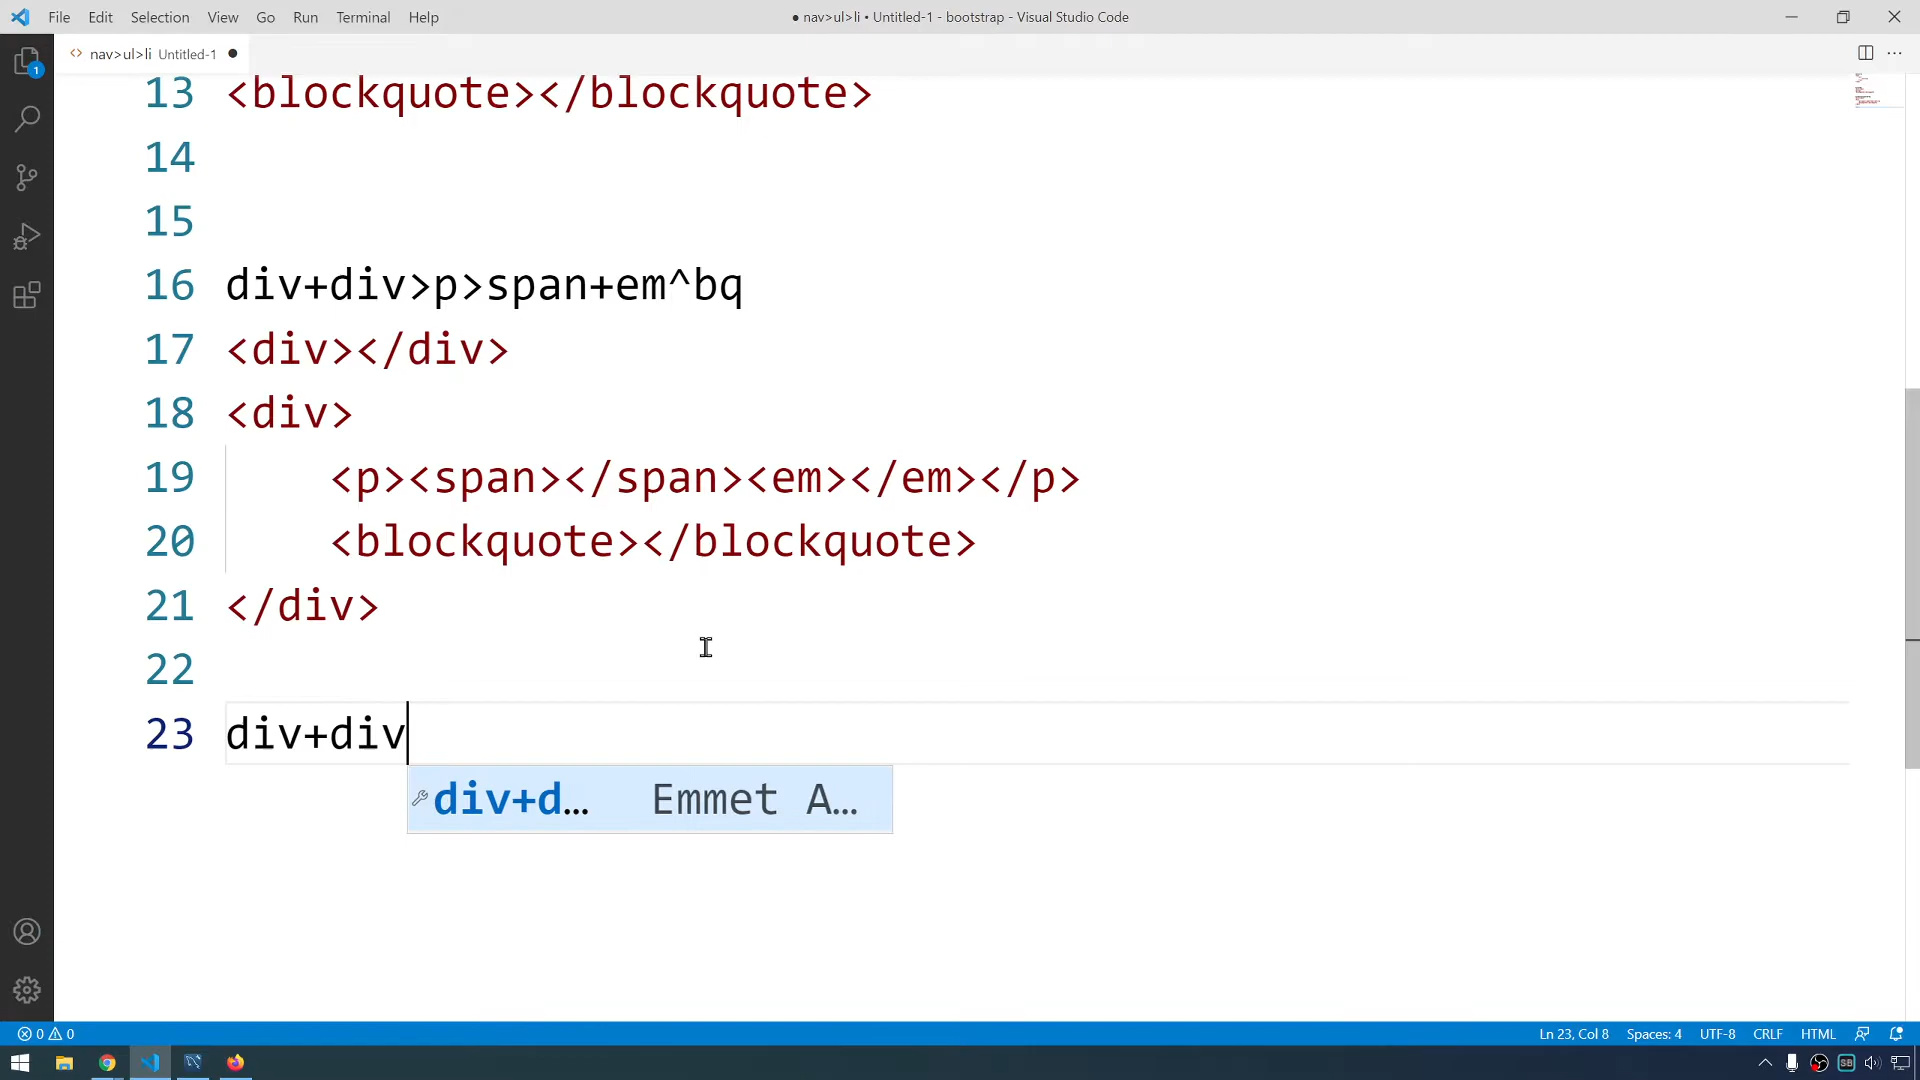 File Edit Selection View Go Run Terminal Help
● nav>ul>li • Untitled-1 - bootstrap - Visual Studio Code
1
nav>ul>li Untitled-1
13 <blockquote></blockquote>
14
15
16 div+div>p>span+em^bq
17 <div></div>
18 <div>
19 <p><span></span><em></em></p>
20 <blockquote></blockquote>
21 </div>
22
23 div+div
div+d… Emmet A…
0 0
Ln 23, Col 8 Spaces: 4 UTF-8 CRLF HTML
SB